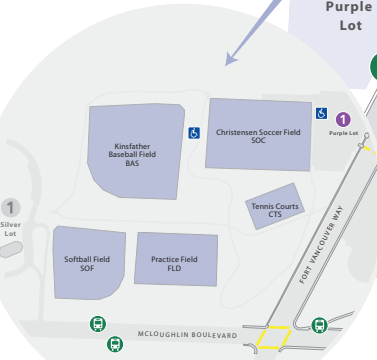 Purple
Lot
Kinsfather
Baseball Field
BAS
Christensen Soccer Field
SOC
1
Purple Lot
1
Silver
Lot
Tennis Courts
CTS
Softball Field
SOF
Practice Field
FLD
FORT VANCOUVER WAY
MCLOUGHLIN BOULEVARD